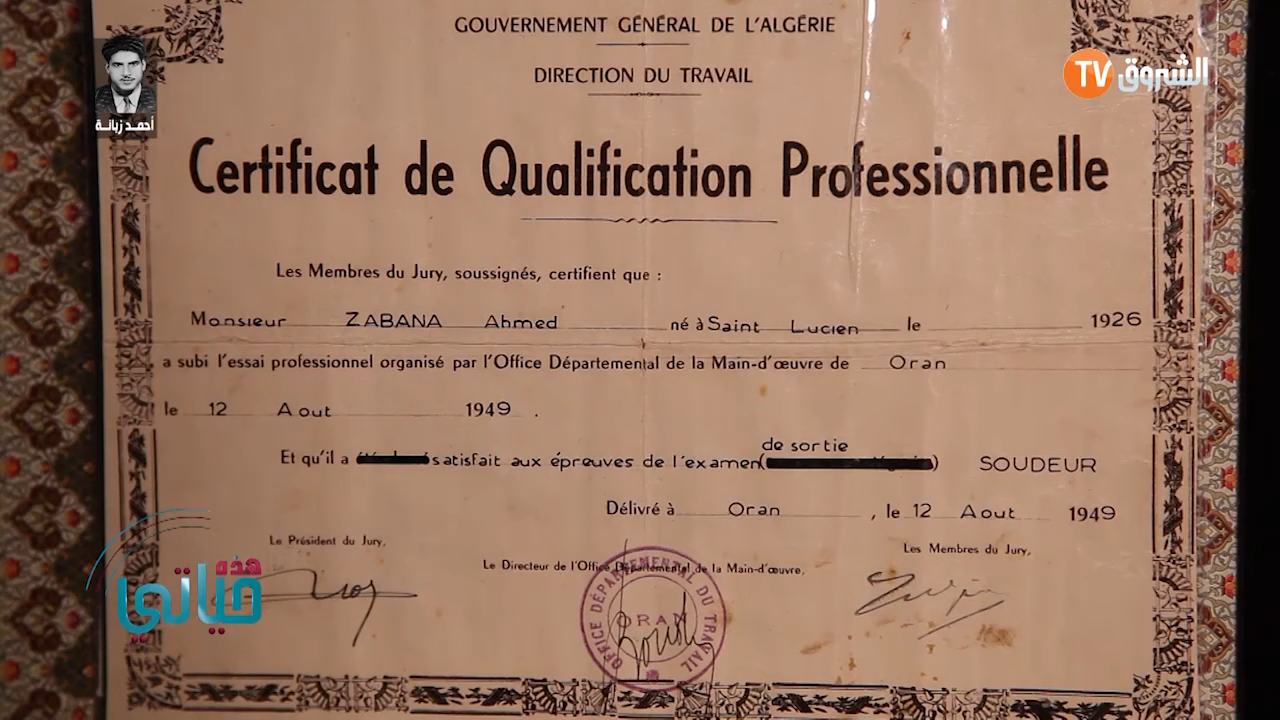 GOUVERNEMENT GÉNÉRAL DE L'ALGÉRIE
DIRECTION DU TRAVAIL
TV الشروق
أحمد زبانة
Certificat de Qualification Professionnelle
Les Membres du Jury, soussignés, certifient que :
Monsieur ZABANA Ahmed né à Saint Lucien le 1926
a subi l'essai professionnel organisé par l'Office Départemental de la Main-d'œuvre de Oran
le 12 Aout 1949 .
de sortie
Et qu'il a satisfait aux épreuves de l'examen( ) SOUDEUR
Délivré à Oran , le 12 Aout 1949
Le Président du Jury,
Les Membres du Jury,
Le Directeur de l'Office Départemental de la Main-d'œuvre,
OFFICE DÉPARTEMENTAL DU TRAVAIL
ORAN
هذه
حياتي